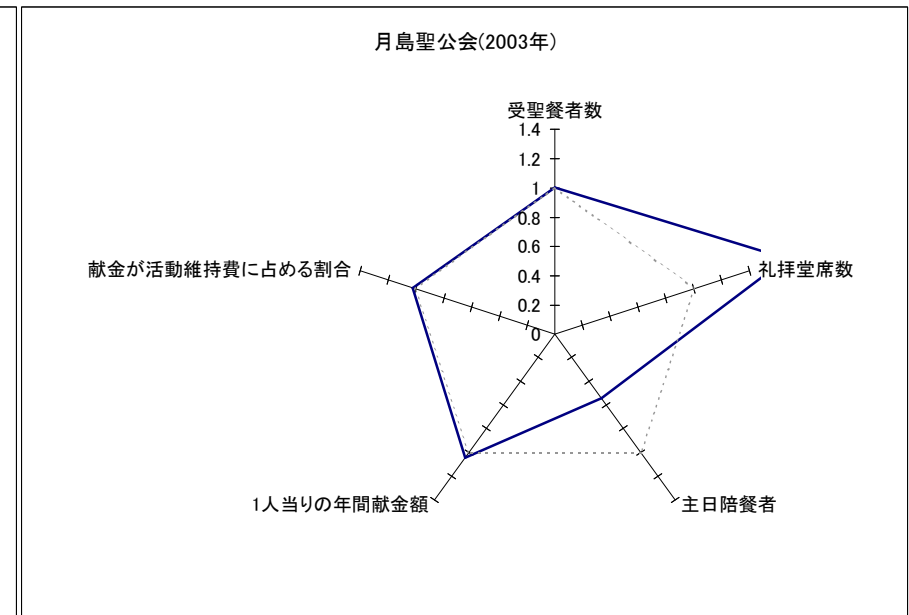 月島聖公会(2003年)
受聖餐者数
1.4
1.2
1
0.8
0.6
0.4
0.2
0
礼拝堂席数
献金が活動維持費に占める割合
1人当りの年間献金額
主日陪餐者